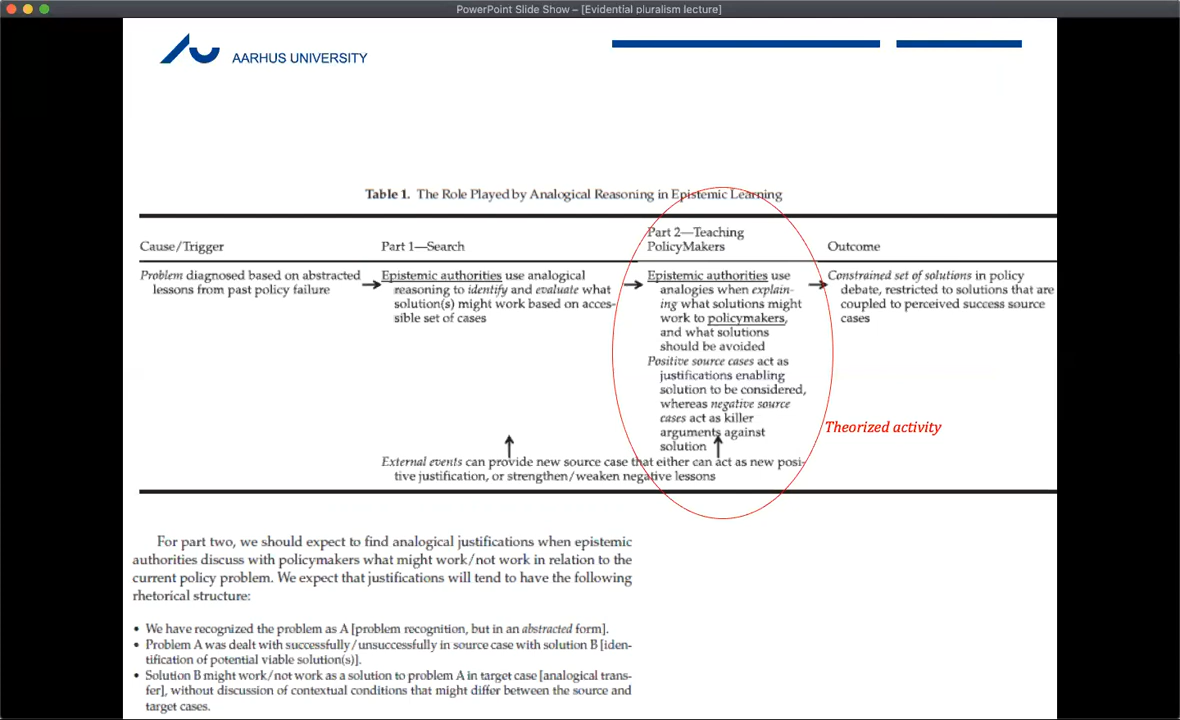 PowerPoint Slide Show – [Evidential pluralism lecture]
AARHUS UNIVERSITY
Table 1. The Role Played by Analogical Reasoning in Epistemic Learning
Cause/Trigger
Part 1—Search
Part 2—Teaching
PolicyMakers
Outcome
Problem diagnosed based on abstracted
lessons from past policy failure
Epistemic authorities use analogical
reasoning to identify and evaluate what
solution(s) might work based on acces-
sible set of cases
Epistemic authorities use
analogies when explain-
ing what solutions might
work to policymakers,
and what solutions
should be avoided
Positive source cases act as
justifications enabling
solution to be considered,
whereas negative source
cases act as killer
arguments against
solution
Constrained set of solutions in policy
debate, restricted to solutions that are
coupled to perceived success source
cases
Theorized activity
External events can provide new source case that either can act as new posi-
tive justification, or strengthen/weaken negative lessons
For part two, we should expect to find analogical justifications when epistemic
authorities discuss with policymakers what might work/not work in relation to the
current policy problem. We expect that justifications will tend to have the following
rhetorical structure:
• We have recognized the problem as A [problem recognition, but in an abstracted form].
• Problem A was dealt with successfully/unsuccessfully in source case with solution B [iden-
tification of potential viable solution(s)].
• Solution B might work/not work as a solution to problem A in target case [analogical trans-
fer], without discussion of contextual conditions that might differ between the source and
target cases.